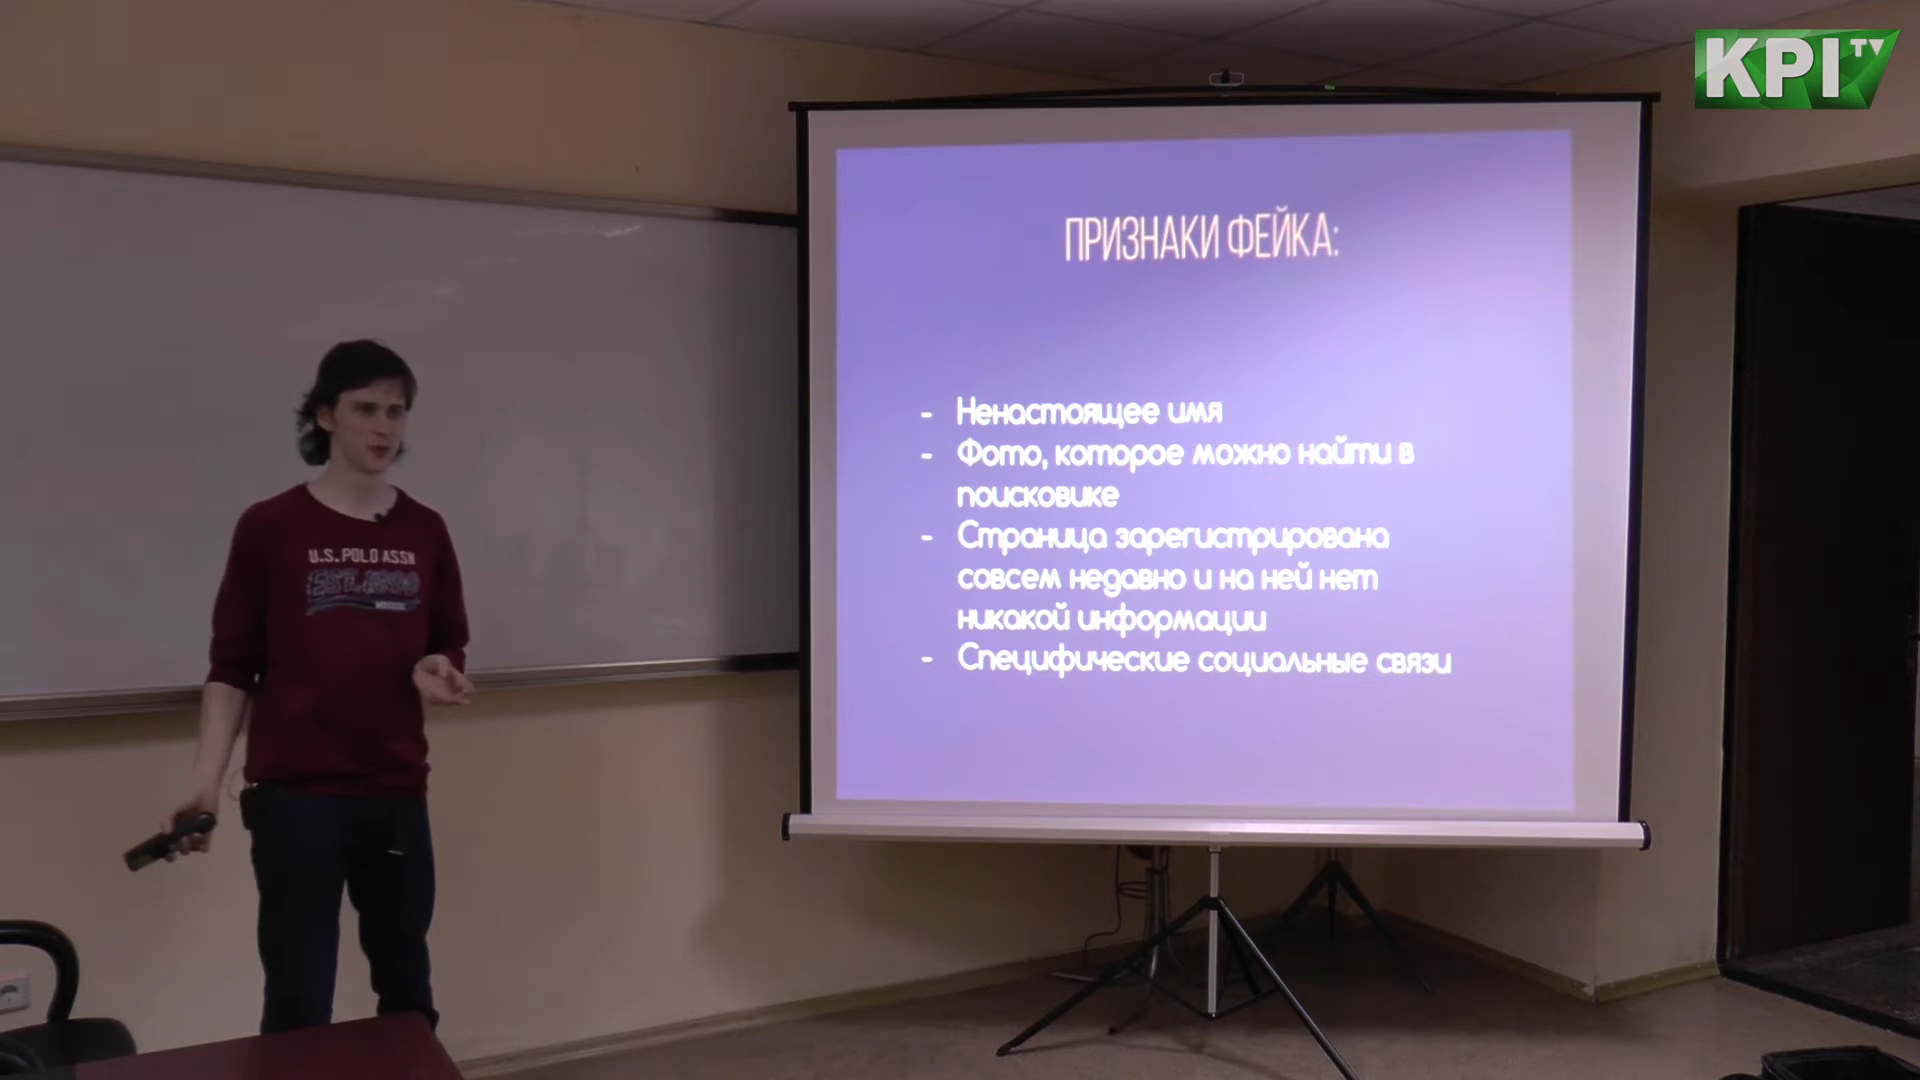 KPI TV
ПРИЗНАКИ ФЕЙКА:
- Ненастоящее имя
- Фото, которое можно найти в
поисковике
- Страница зарегистрирована
совсем недавно и на ней нет
никакой информации
- Специфические социальные связи
U.S. POLO ASSN
EST. 1890